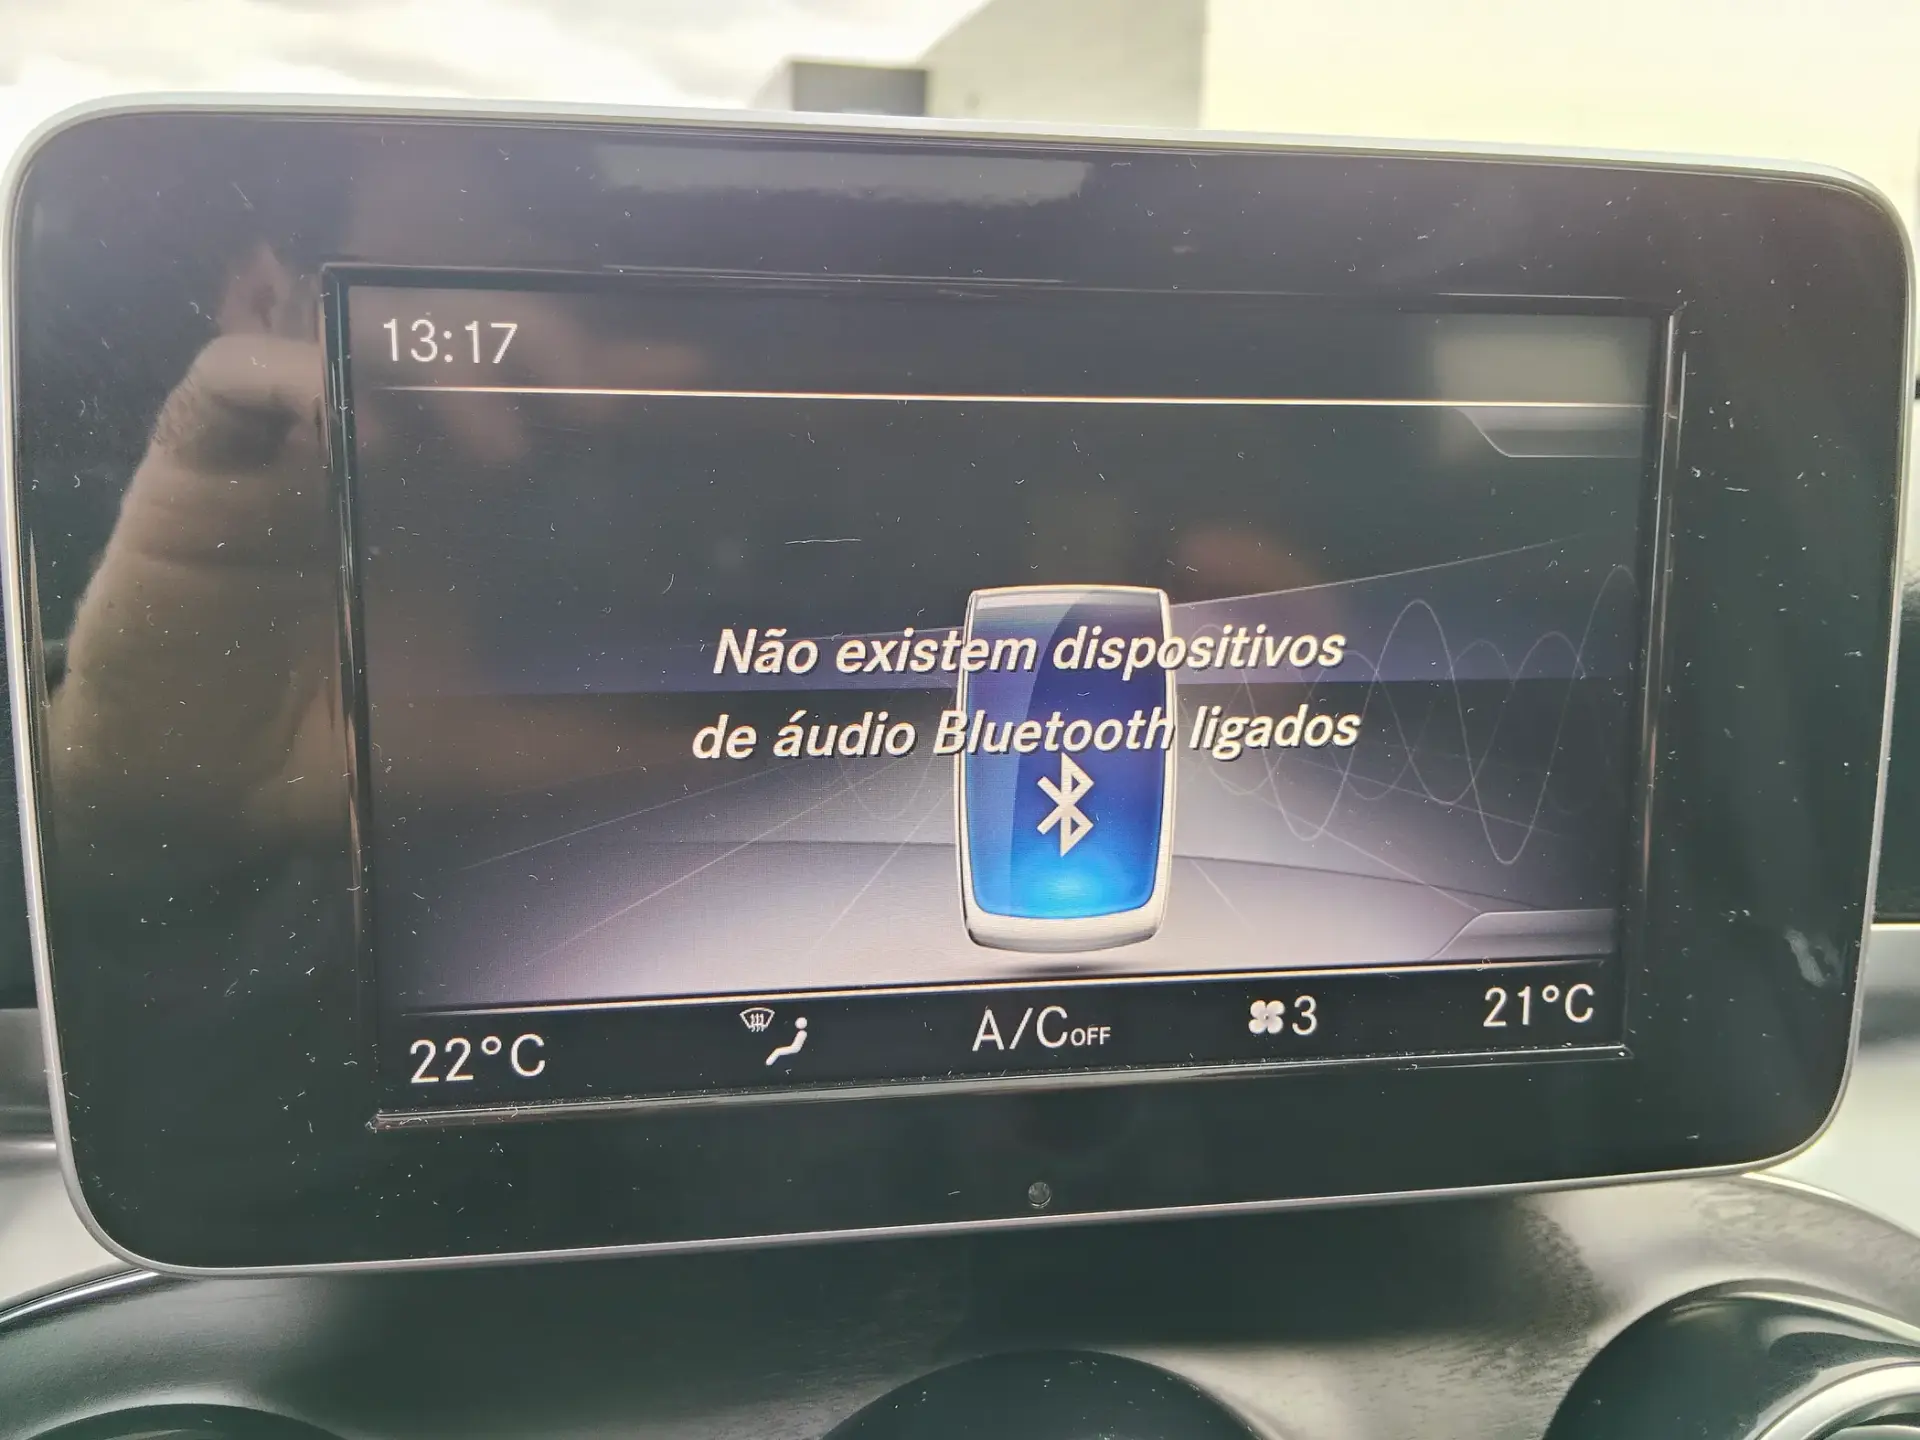 13:17
Não existem dispositivos
de áudio Bluetooth ligados
22°C A/COFF 3 21°C